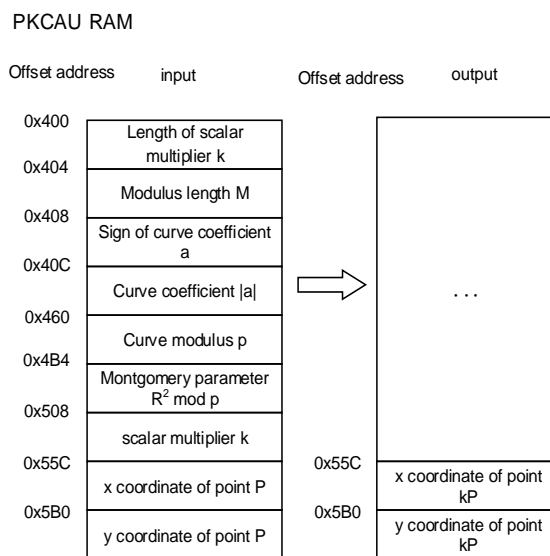 PKCAU RAM
Offset address input Offset address output
0x400
Length of scalar
multiplier k
0x404
Modulus length M
0x408
Sign of curve coefficient
a
0x40C
Curve coefficient |a|
0x460
Curve modulus p
0x4B4
Montgomery parameter
R² mod p
0x508
scalar multiplier k
0x55C
x coordinate of point P
0x5B0
y coordinate of point P
...
0x55C
x coordinate of point
kP
0x5B0
y coordinate of point
kP